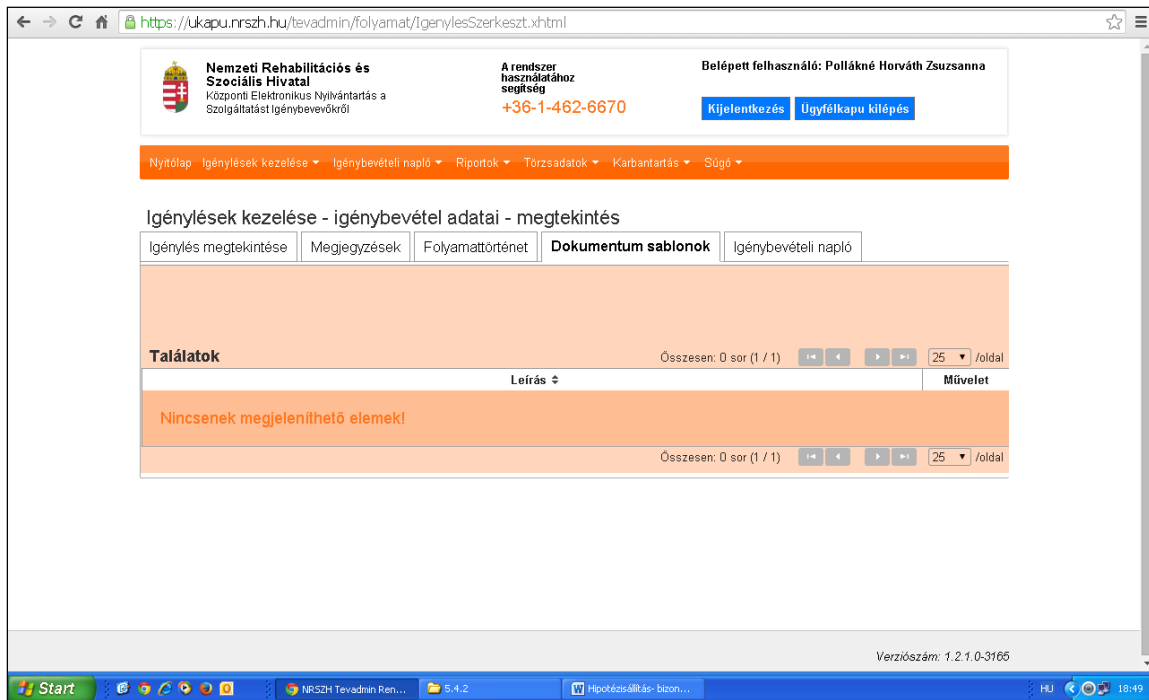 https://ukapu.nrszh.hu/tevadmin/folyamat/IgenylesSzerkeszt.xhtml
Nemzeti Rehabilitációs és
Szociális Hivatal
Központi Elektronikus Nyilvántartás a
Szolgáltatást Igénybevevőkről
A rendszer
használatához
segítség
+36-1-462-6670
Belépett felhasználó: Pollákné Horváth Zsuzsanna
Kijelentkezés Ügyfélkapu kilépés
Nyitólap Igénylések kezelése Igénybevételi napló Riportok Törzsadatok Karbantartás Súgó
Igénylések kezelése - igénybevétel adatai - megtekintés
Igénylés megtekintése Megjegyzések Folyamattörténet Dokumentum sablonok Igénybevételi napló
Találatok Összesen: 0 sor (1 / 1) 25 /oldal
Leírás Művelet
Nincsenek megjeleníthető elemek!
Összesen: 0 sor (1 / 1) 25 /oldal
Verziószám: 1.2.1.0-3165
Start NRSZH Tevadmin Ren... 5.4.2 Hipotézisállítás- bizon... HU 18:49